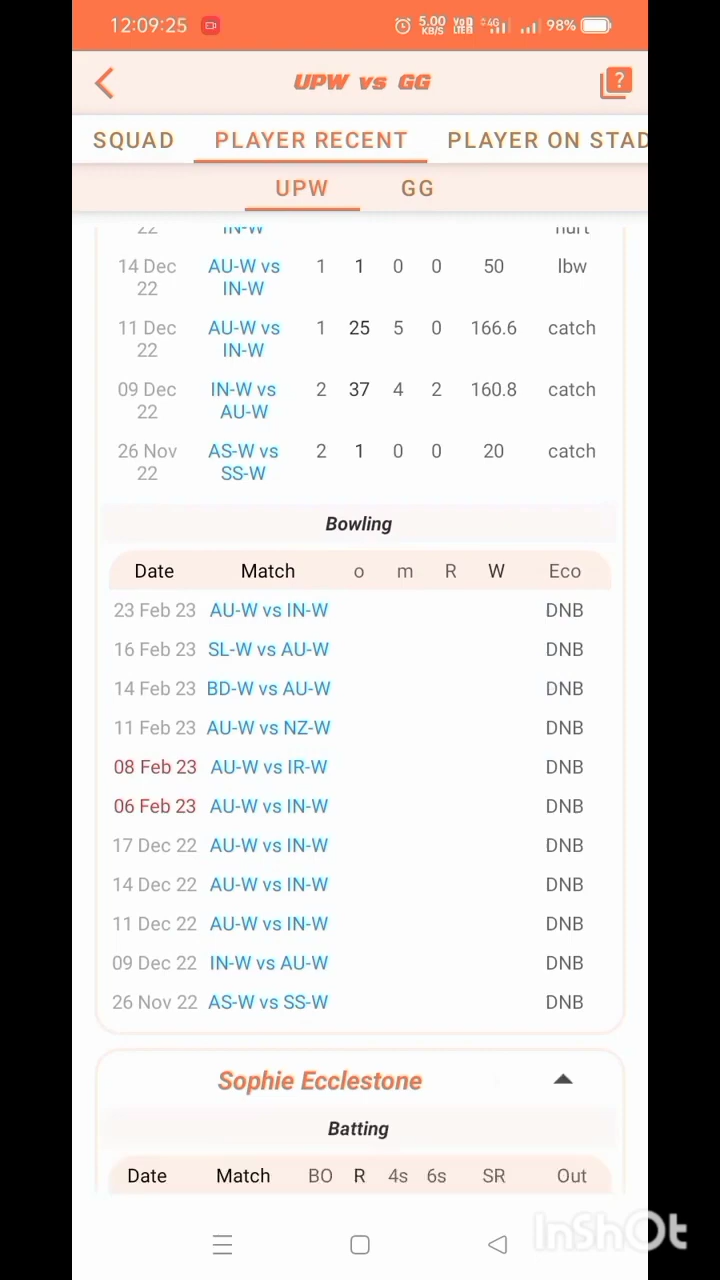 12:09:25 5.00 KB/S VoD LTE 4G 98%
UPW vs GG ?
SQUAD PLAYER RECENT PLAYER ON STAD
UPW GG
22 IN-W hurt
14 Dec AU-W vs 1 1 0 0 50 lbw
22 IN-W
11 Dec AU-W vs 1 25 5 0 166.6 catch
22 IN-W
09 Dec IN-W vs 2 37 4 2 160.8 catch
22 AU-W
26 Nov AS-W vs 2 1 0 0 20 catch
22 SS-W
Bowling
Date Match o m R W Eco
23 Feb 23 AU-W vs IN-W DNB
16 Feb 23 SL-W vs AU-W DNB
14 Feb 23 BD-W vs AU-W DNB
11 Feb 23 AU-W vs NZ-W DNB
08 Feb 23 AU-W vs IR-W DNB
06 Feb 23 AU-W vs IN-W DNB
17 Dec 22 AU-W vs IN-W DNB
14 Dec 22 AU-W vs IN-W DNB
11 Dec 22 AU-W vs IN-W DNB
09 Dec 22 IN-W vs AU-W DNB
26 Nov 22 AS-W vs SS-W DNB
Sophie Ecclestone
Batting
Date Match BO R 4s 6s SR Out
InShOt